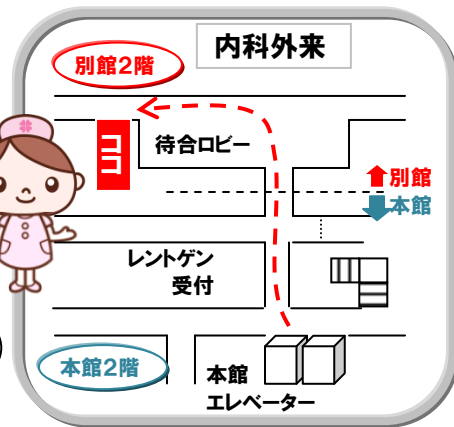 内科外来
別館2階
ココ
待合ロビー
別館
本館
レントゲン
受付
本館2階
本館
エレベーター